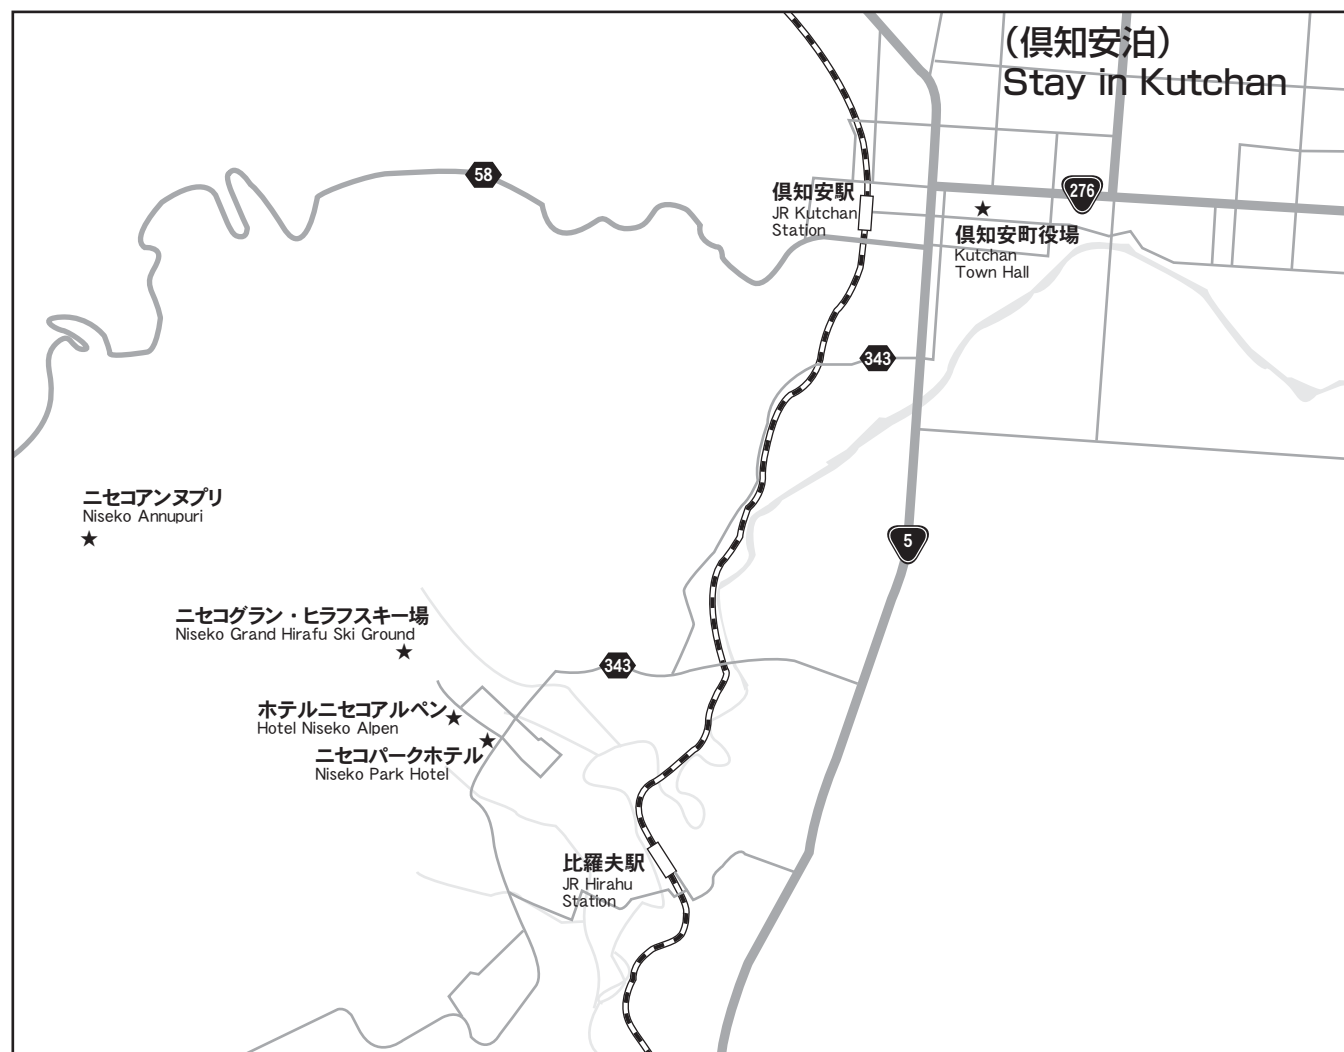 （倶知安泊）
Stay in Kutchan
58
倶知安駅
JR Kutchan
Station
276
倶知安町役場
Kutchan
Town Hall
343
ニセコアンヌプリ
Niseko Annupuri
5
ニセコグラン・ヒラフスキー場
Niseko Grand Hirafu Ski Ground
343
ホテルニセコアルペン
Hotel Niseko Alpen
ニセコパークホテル
Niseko Park Hotel
比羅夫駅
JR Hirahu
Station